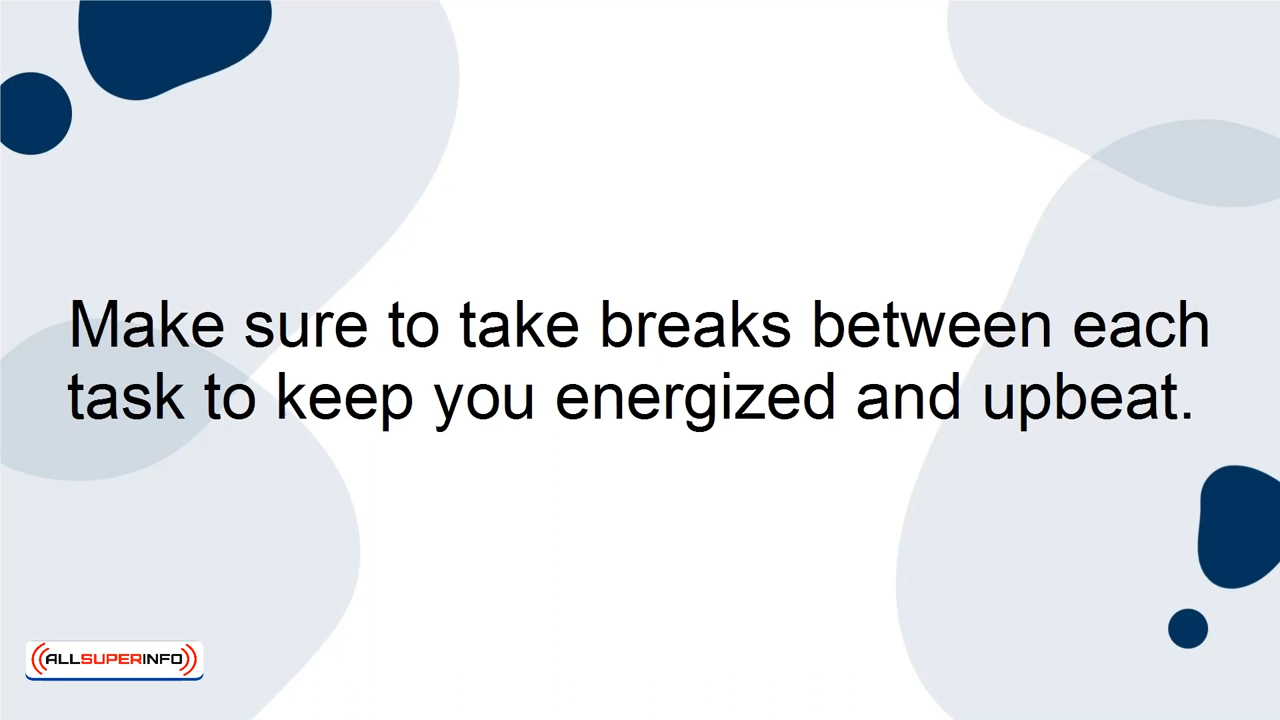 Make sure to take breaks between each
task to keep you energized and upbeat.
ALLSUPERINFO